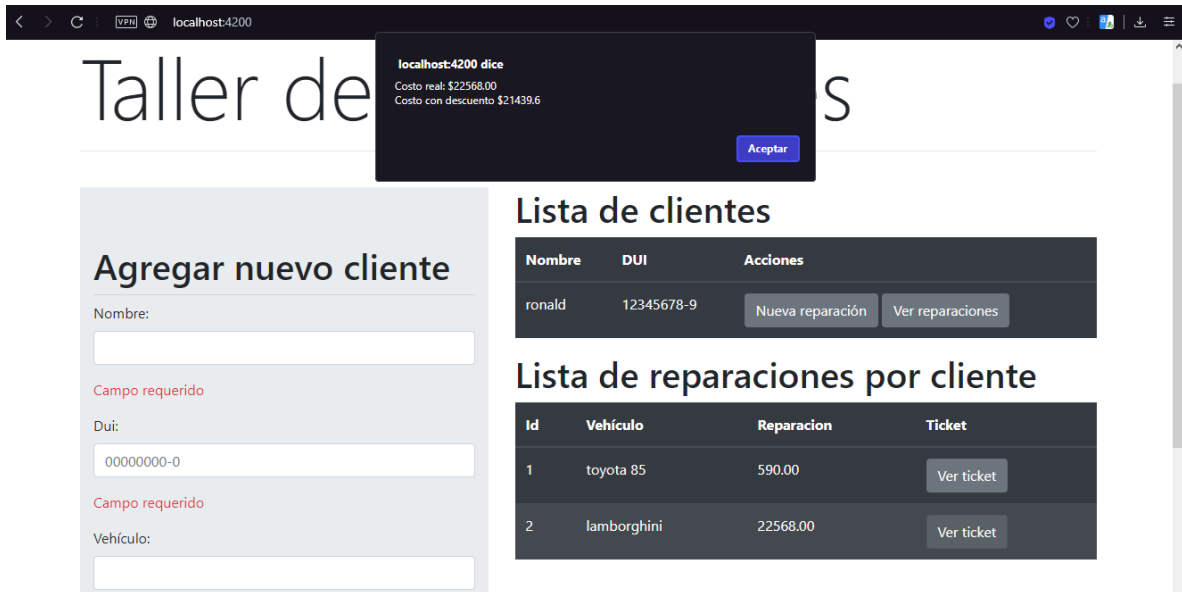 VPN localhost:4200
localhost:4200 dice
Costo real: $22568.00
Costo con descuento $21439.6
Aceptar
Taller de s
Agregar nuevo cliente
Nombre:
Campo requerido
Dui:
00000000-0
Campo requerido
Vehículo:
Lista de clientes
Nombre DUI Acciones
ronald 12345678-9 Nueva reparación Ver reparaciones
Lista de reparaciones por cliente
Id Vehículo Reparacion Ticket
1 toyota 85 590.00 Ver ticket
2 lamborghini 22568.00 Ver ticket